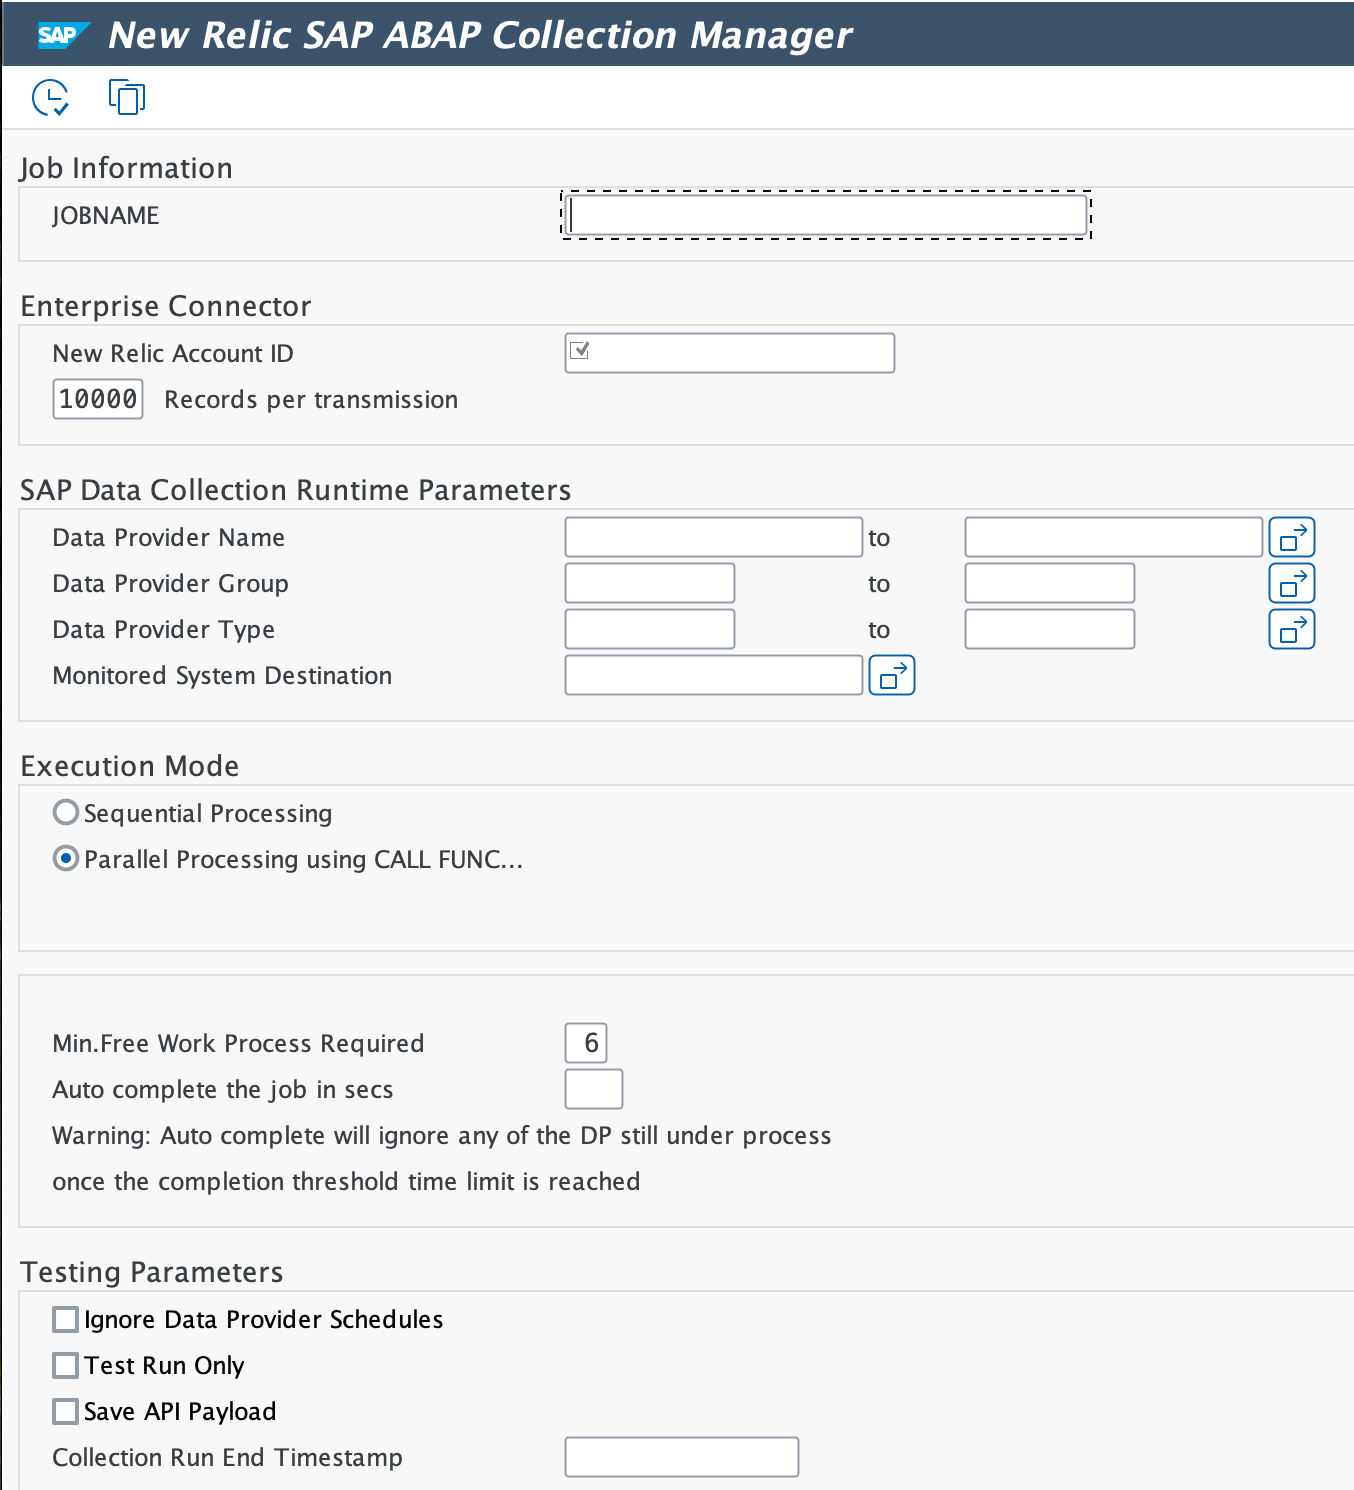 SAP New Relic SAP ABAP Collection Manager
Job Information
JOBNAME
Enterprise Connector
New Relic Account ID
10000 Records per transmission
SAP Data Collection Runtime Parameters
Data Provider Name to
Data Provider Group to
Data Provider Type to
Monitored System Destination
Execution Mode
Sequential Processing
Parallel Processing using CALL FUNC...
Min.Free Work Process Required 6
Auto complete the job in secs
Warning: Auto complete will ignore any of the DP still under process
once the completion threshold time limit is reached
Testing Parameters
Ignore Data Provider Schedules
Test Run Only
Save API Payload
Collection Run End Timestamp